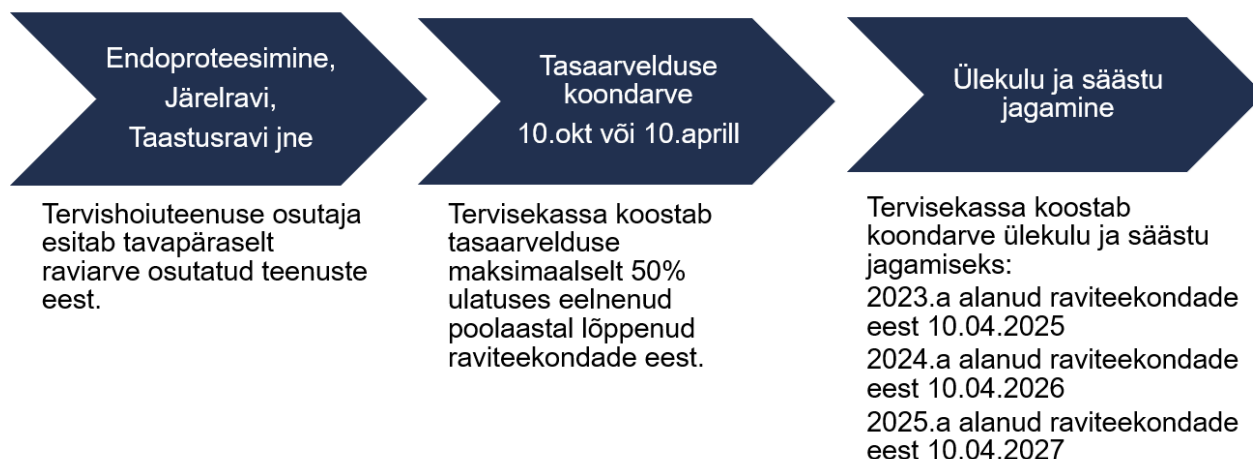 Endoproteesimine,
Järelravi,
Taastusravi jne
Tervishoiuteenuse osutaja
esitab tavapäraselt
raviarve osutatud teenuste
eest.
Tasaarvelduse
koondarve
10.okt või 10.aprill
Tervisekassa koostab
tasaarvelduse
maksimaalselt 50%
ulatuses eelnenud
poolaastal lõppenud
raviteekondade eest.
Ülekulu ja säästu
jagamine
Tervisekassa koostab
koondarve ülekulu ja säästu
jagamiseks:
2023.a alanud raviteekondade
eest 10.04.2025
2024.a alanud raviteekondade
eest 10.04.2026
2025.a alanud raviteekondade
eest 10.04.2027